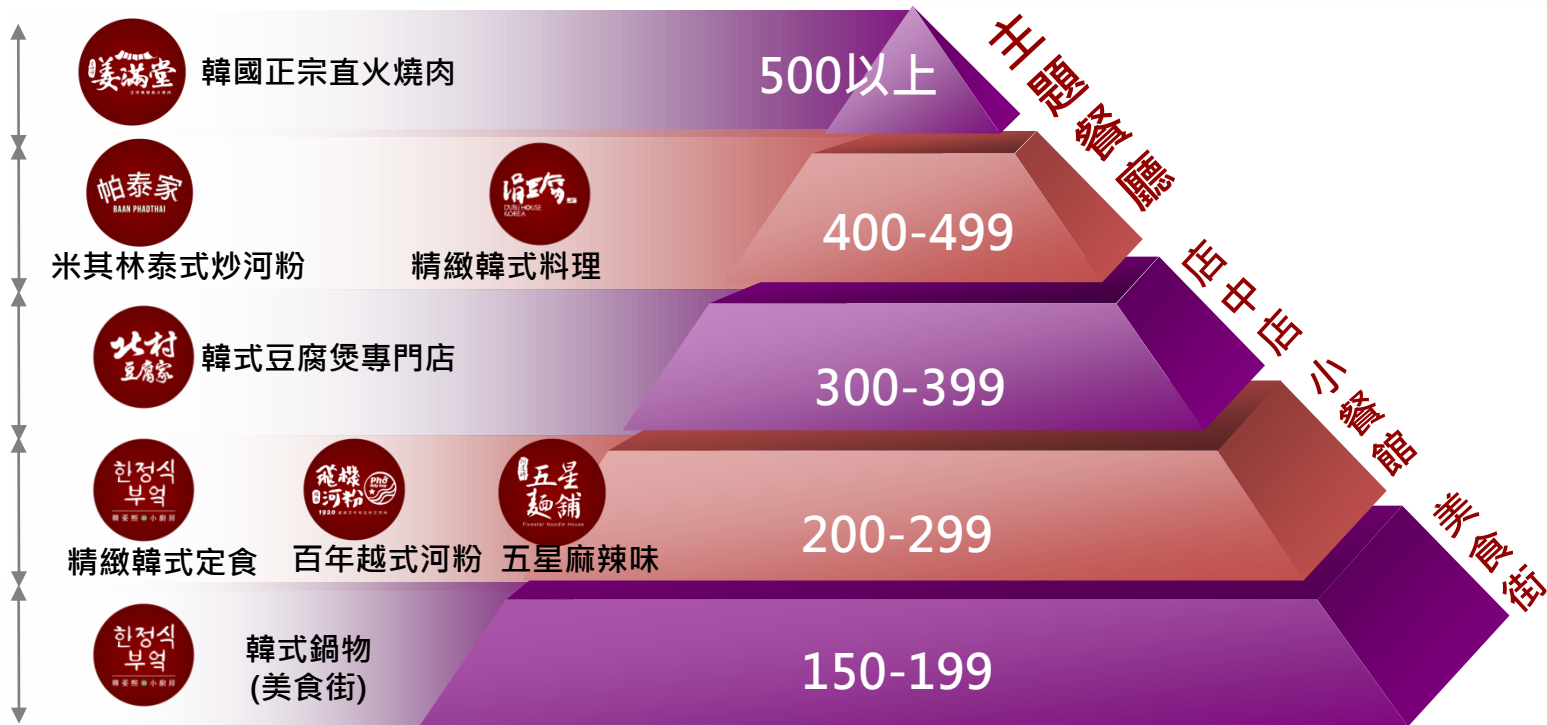 姜滿堂
韓國正宗直火燒肉
500以上
主題餐廳
帕泰家
BAAN PHADTHAI
米其林泰式炒河粉
涓豆腐
DUBU HOUSE
KOREA
精緻韓式料理
400-499
店中店
北村
豆腐家
韓式豆腐煲專門店
300-399
小餐館
한정식
부엌
韓姜熙 小廚房
精緻韓式定食
飛機
河粉
Phở
1920
百年越式河粉
五星
麵舖
Fivestar Noodle House
五星麻辣味
200-299
美食街
한정식
부엌
韓姜熙 小廚房
韓式鍋物
(美食街)
150-199